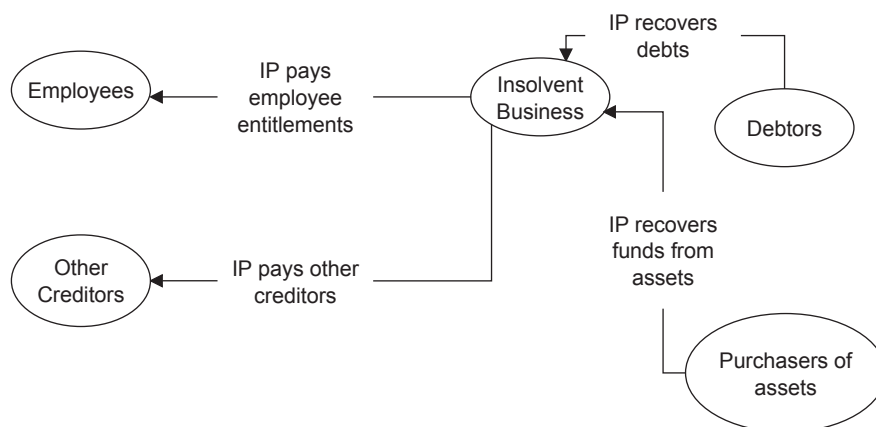 IP recovers
debts
Employees
IP pays
employee
entitlements
Insolvent
Business
Debtors
IP recovers
funds from
assets
Other
Creditors
IP pays other
creditors
Purchasers of
assets